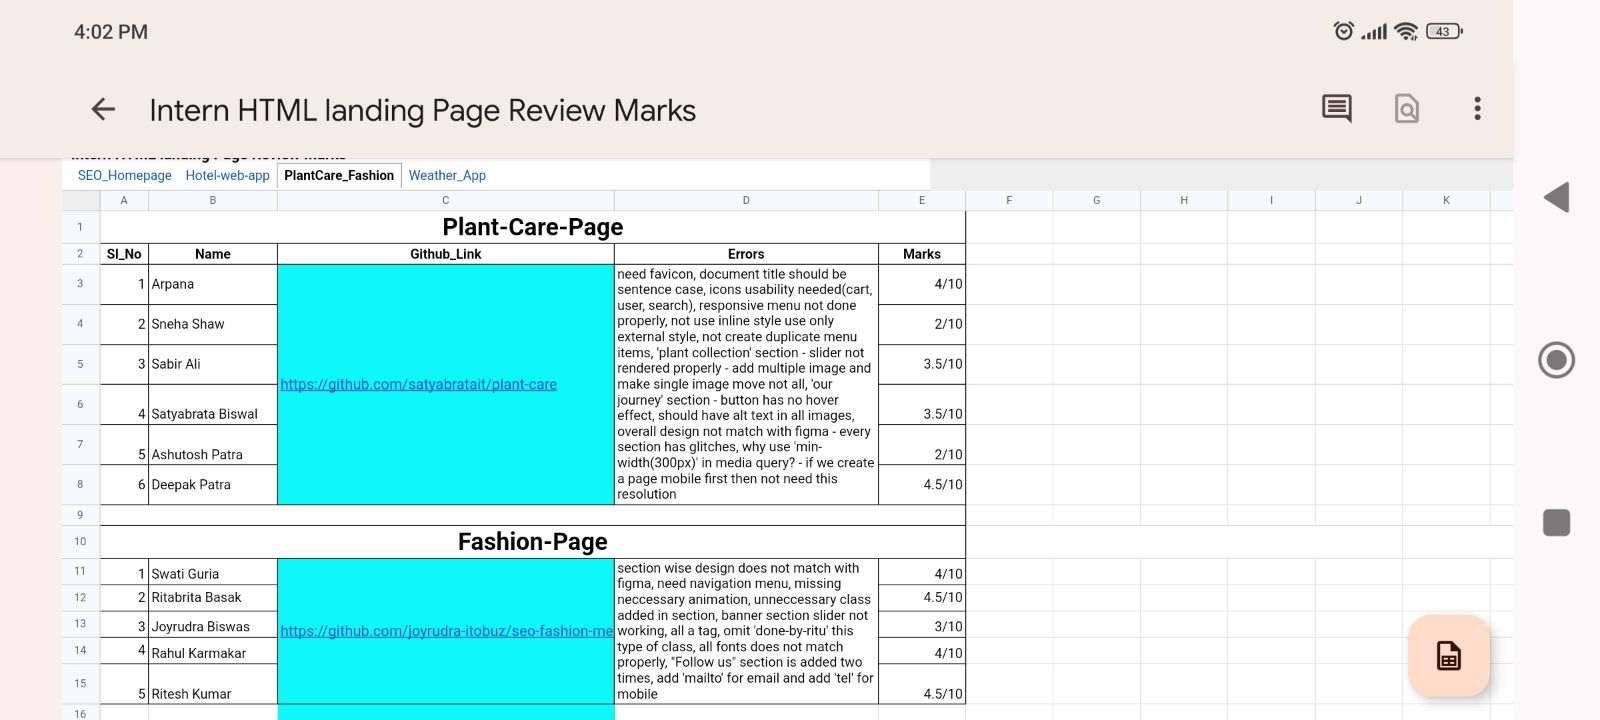 4:02 PM
43
Intern HTML landing Page Review Marks
Intern HTML landing Page Review Marks
SEO_Homepage Hotel-web-app PlantCare_Fashion Weather_App
A B C D E F G H I J K
1 Plant-Care-Page
2 Sl_No Name Github_Link Errors Marks
3 1 Arpana 4/10
4 2 Sneha Shaw 2/10
5 3 Sabir Ali 3.5/10
6 4 Satyabrata Biswal 3.5/10
7 5 Ashutosh Patra 2/10
8 6 Deepak Patra 4.5/10
https://github.com/satyabratait/plant-care
need favicon, document title should be
sentence case, icons usability needed(cart,
user, search), responsive menu not done
properly, not use inline style use only
external style, not create duplicate menu
items, 'plant collection' section - slider not
rendered properly - add multiple image and
make single image move not all, 'our
journey' section - button has no hover
effect, should have alt text in all images,
overall design not match with figma - every
section has glitches, why use 'min-
width(300px)' in media query? - if we create
a page mobile first then not need this
resolution
9
10 Fashion-Page
11 1 Swati Guria 4/10
12 2 Ritabrita Basak 4.5/10
13 3 Joyrudra Biswas 3/10
14 4 Rahul Karmakar 4/10
15 5 Ritesh Kumar 4.5/10
https://github.com/joyrudra-itobuz/seo-fashion-me
section wise design does not match with
figma, need navigation menu, missing
neccessary animation, unneccessary class
added in section, banner section slider not
working, all a tag, omit 'done-by-ritu' this
type of class, all fonts does not match
properly, "Follow us" section is added two
times, add 'mailto' for email and add 'tel' for
mobile
16